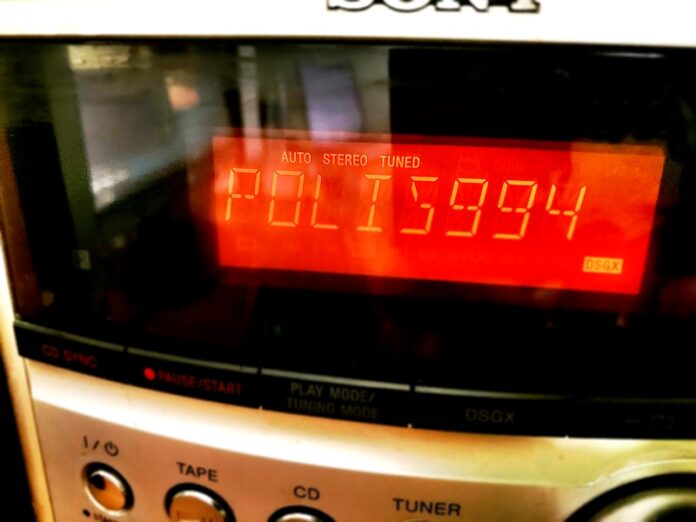 SONY
AUTO STEREO TUNED
POLIS994
DSGX
CD SYNC
PAUSE/START
PLAY MODE/
TUNING MODE
DSGX
I/⏻
TAPE
CD
TUNER